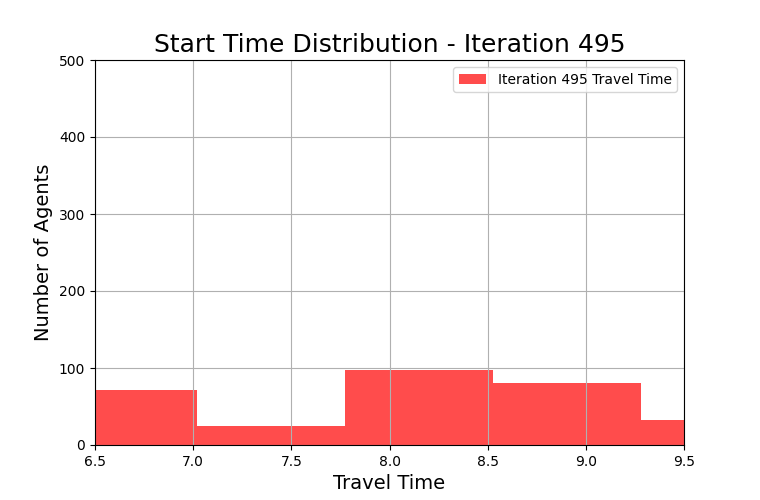 Start Time Distribution - Iteration 495
Iteration 495 Travel Time
Number of Agents
500
400
300
200
100
0
6.5 7.0 7.5 8.0 8.5 9.0 9.5
Travel Time